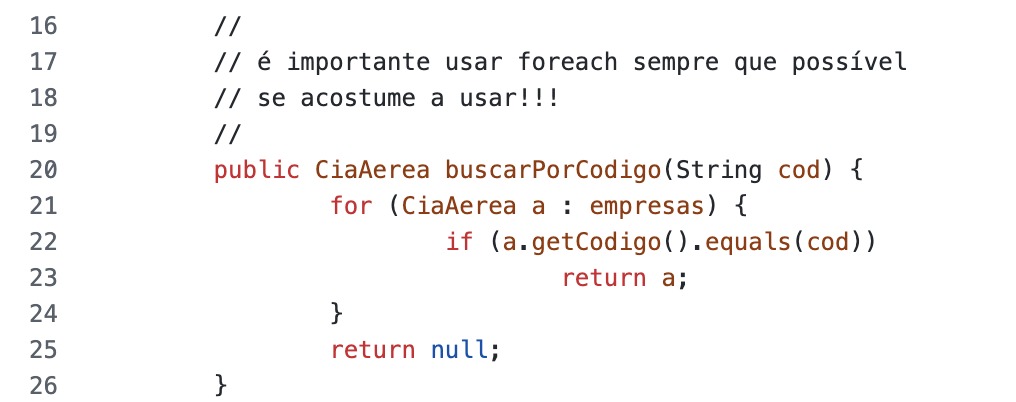 16 //
17 // é importante usar foreach sempre que possível
18 // se acostume a usar!!!
19 //
20 public CiaAerea buscarPorCodigo(String cod) {
21 for (CiaAerea a : empresas) {
22 if (a.getCodigo().equals(cod))
23 return a;
24 }
25 return null;
26 }